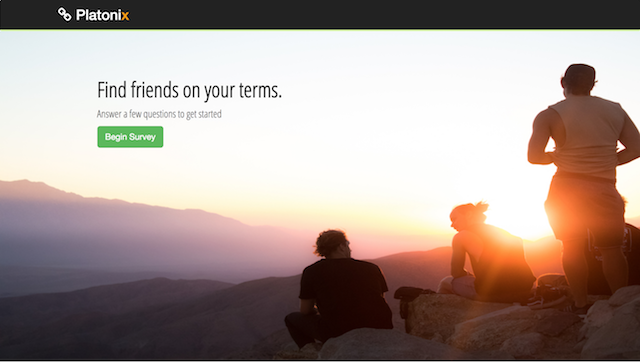 Platonix
Find friends on your terms.
Answer a few questions to get started
Begin Survey